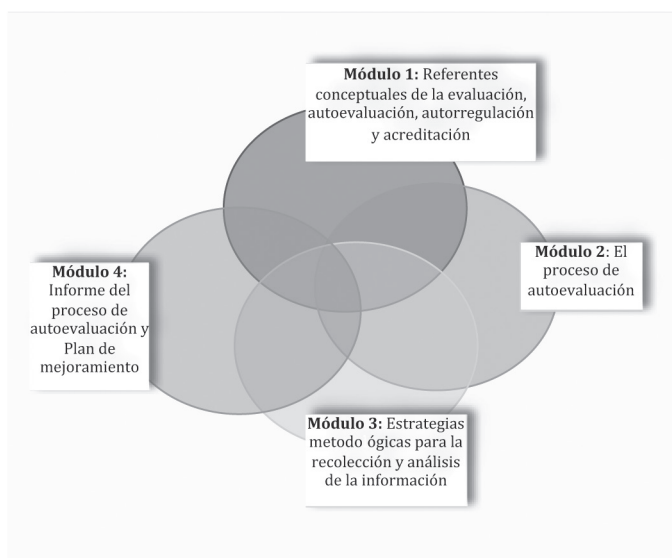 Módulo 1: Referentes
conceptuales de la evaluación,
autoevaluación, autorregulación
y acreditación
Módulo 2: El
proceso de
autoevaluación
Módulo 4:
Informe del
proceso de
autoevaluación y
Plan de
mejoramiento
Módulo 3: Estrategias
metodo ógicas para la
recolección y análisis
de la información